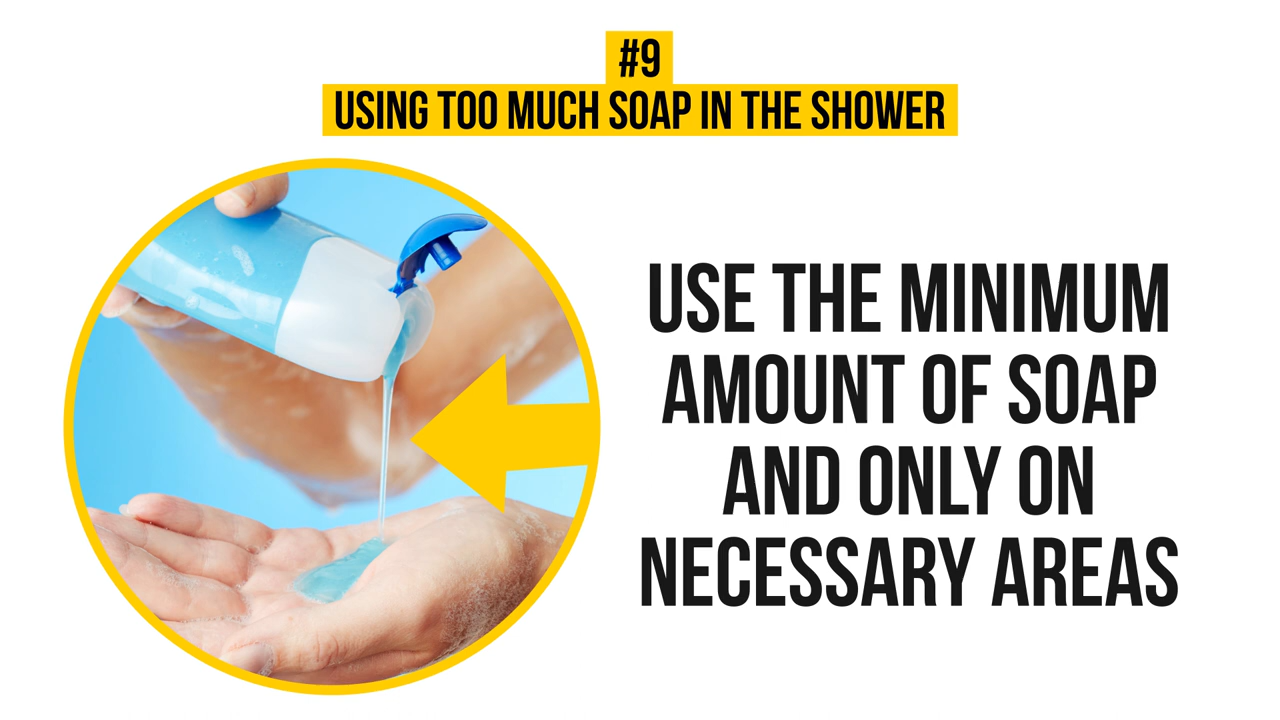 #9
USING TOO MUCH SOAP IN THE SHOWER
USE THE MINIMUM
AMOUNT OF SOAP
AND ONLY ON
NECESSARY AREAS